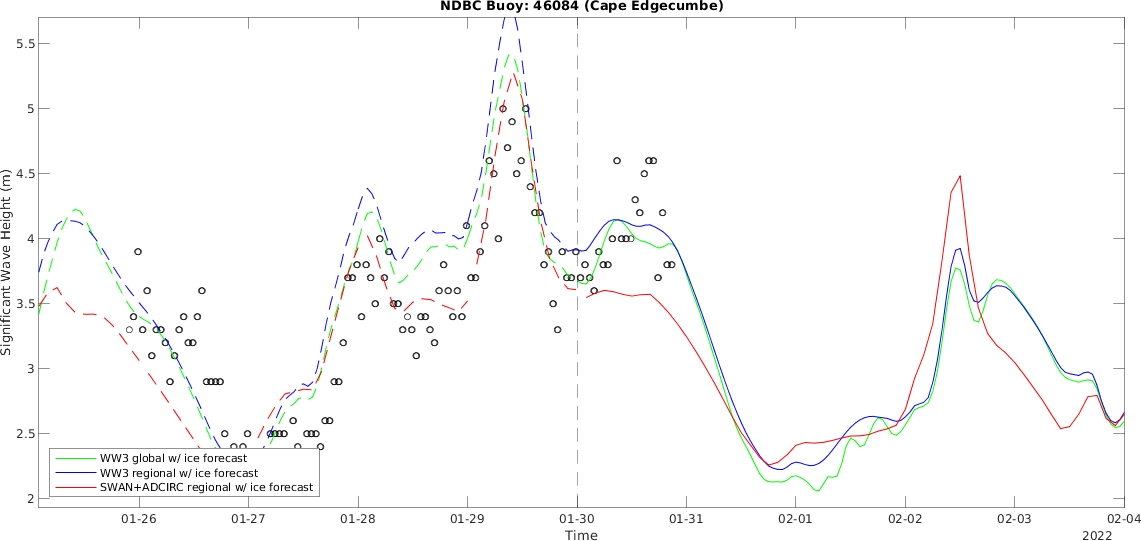 NDBC Buoy: 46084 (Cape Edgecumbe)
5.5
5
4.5
4
3.5
3
2.5
2
Significant Wave Height (m)
WW3 global w/ ice forecast
WW3 regional w/ ice forecast
SWAN+ADCIRC regional w/ ice forecast
01-26 01-27 01-28 01-29 01-30 01-31 02-01 02-02 02-03 02-04
Time
2022